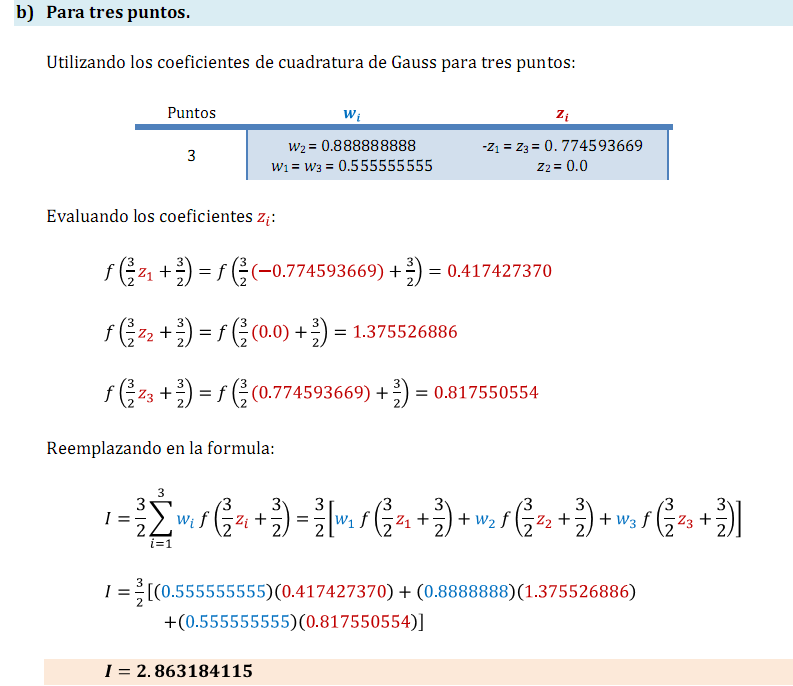 b) Para tres puntos.
Utilizando los coeficientes de cuadratura de Gauss para tres puntos:
Puntos wᵢ zᵢ
3 w₂ = 0.888888888 -z₁ = z₃ = 0. 774593669
w₁ = w₃ = 0.555555555 z₂ = 0.0
Evaluando los coeficientes zᵢ:
f(3/2 z₁ + 3/2) = f(3/2 (−0.774593669) + 3/2) = 0.417427370
f(3/2 z₂ + 3/2) = f(3/2 (0.0) + 3/2) = 1.375526886
f(3/2 z₃ + 3/2) = f(3/2 (0.774593669) + 3/2) = 0.817550554
Reemplazando en la formula:
I = 3/2 ∑ᵢ₌₁³ wᵢ f(3/2 zᵢ + 3/2) = 3/2 [w₁ f(3/2 z₁ + 3/2) + w₂ f(3/2 z₂ + 3/2) + w₃ f(3/2 z₃ + 3/2)]
I = 3/2 [(0.555555555)(0.417427370) + (0.8888888)(1.375526886)
+(0.555555555)(0.817550554)]
I = 2.863184115